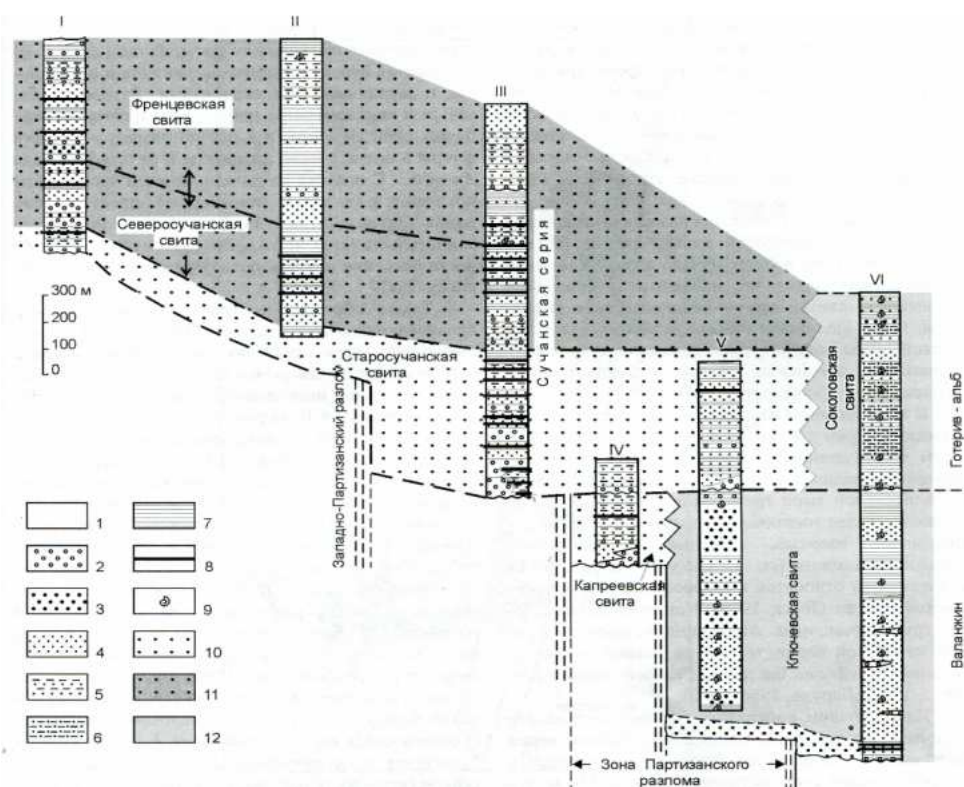 I
II
III
IV
V
VI
Френцевская
свита
Северосучанская
свита
Старосучанская
свита
Сучанская серия
300 м
200
100
0
Западно-Партизанский разлом
Капреевская
свита
Ключевская свита
Соколовская
свита
Готерив - альб
Валанжин
Зона Партизанского
разлома
1
2
3
4
5
6
7
8
9
10
11
12